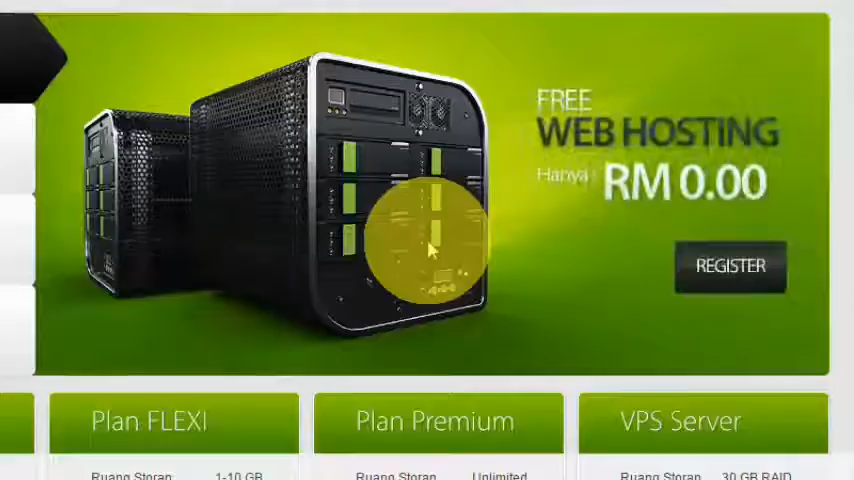 FREE
WEB HOSTING
Hanya : RM 0.00
REGISTER
Plan FLEXI
Plan Premium
VPS Server
Ruang Storan 1-10 GB
Ruang Storan Unlimited
Ruang Storan 30 GB RAID